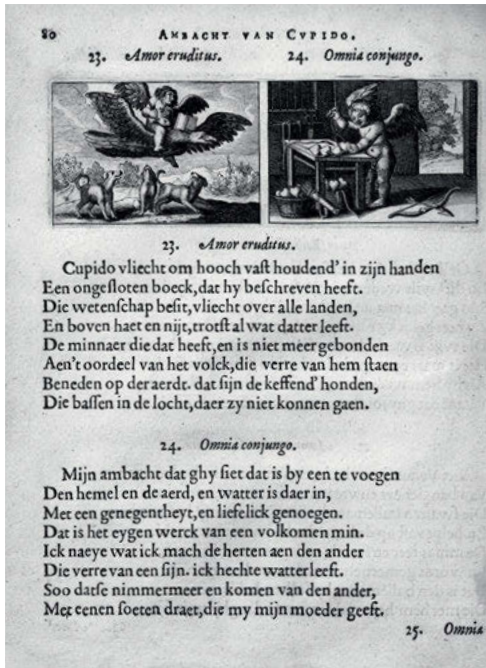 80 AMBACHT VAN CVPIDO.
23. Amor eruditus. 24. Omnia conjungo.
23. Amor eruditus.
Cupido vliecht om hooch vast houdend' in zijn handen
Een ongesloten boeck, dat hy beschreven heeft.
Die wetenschap besit, vliecht over alle landen,
En boven haet en nijt, trotst al wat datter leeft.
De minnaer die dat heeft, en is niet meer gebonden
Aen't oordeel van het volck, die verre van hem staen
Beneden op der aerdt. dat sijn de keffend' honden,
Die bassen in de locht, daer zy niet konnen gaen.
24. Omnia conjungo.
Mijn ambacht dat ghy siet dat is by een te voegen
Den hemel en de aerd, en watter is daer in,
Met een genegentheyt, en lieflick genoegen.
Dat is het eygen werck van een volkomen min.
Ick naeye wat ick mach de herten aen den ander
Die verre van een sijn. ick hechte watter leeft.
Soo datse nimmermeer en komen van den ander,
Met eenen soeten draet, die my mijn moeder geeft.
25. Omnia